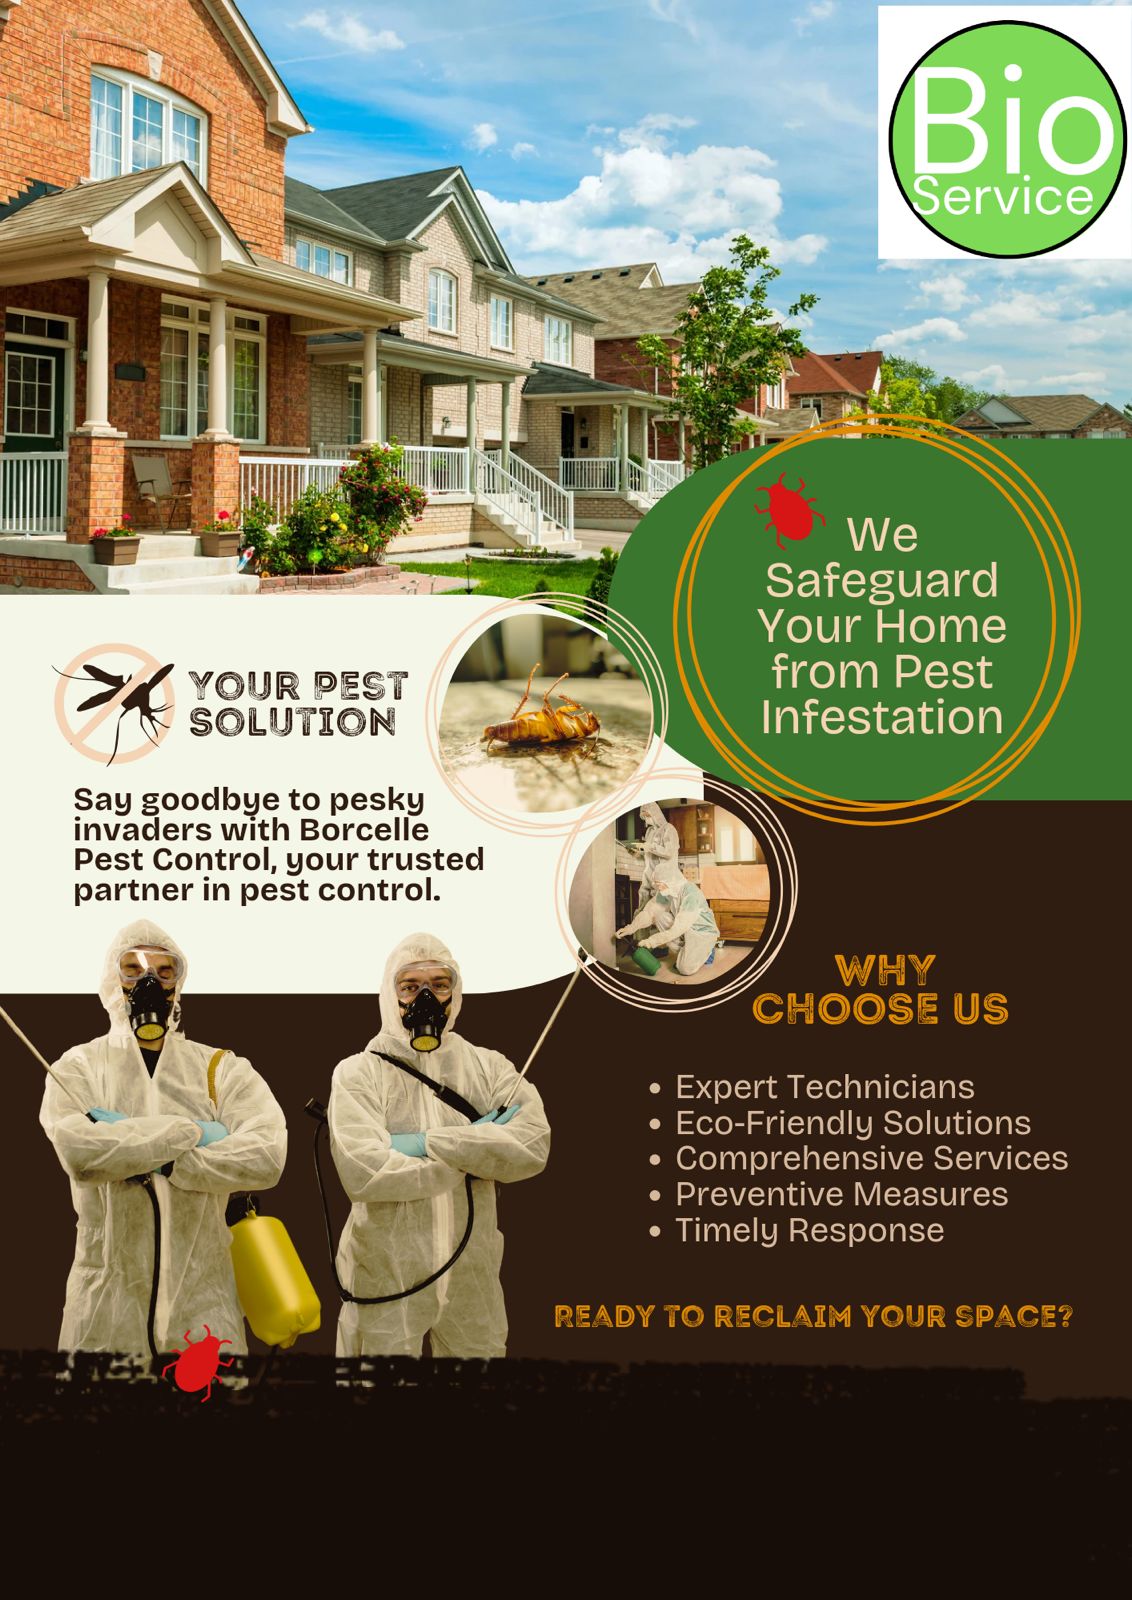 Bio
Service
We
Safeguard
Your Home
from Pest
Infestation
YOUR PEST
SOLUTION
Say goodbye to pesky
invaders with Borcelle
Pest Control, your trusted
partner in pest control.
WHY
CHOOSE US
• Expert Technicians
• Eco-Friendly Solutions
• Comprehensive Services
• Preventive Measures
• Timely Response
READY TO RECLAIM YOUR SPACE?